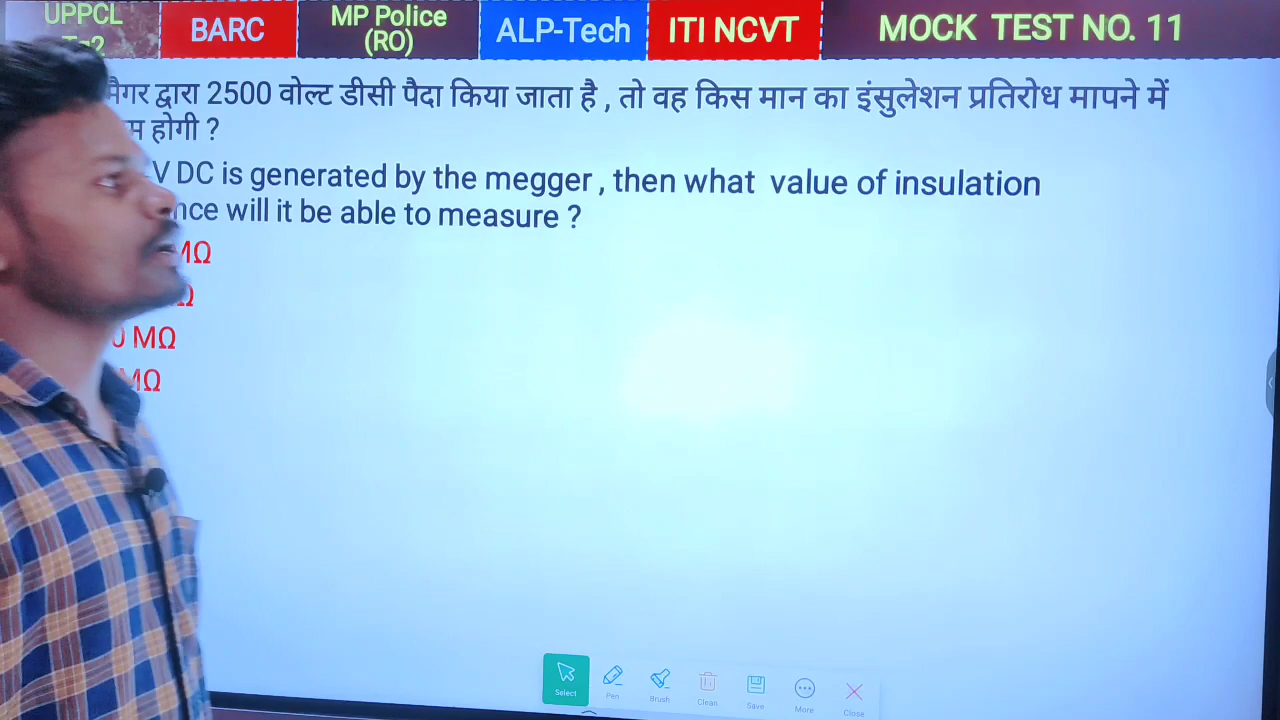 UPPCL
BARC
MP Police
(RO)
ALP-Tech
ITI NCVT
MOCK TEST NO. 11
द्वारा 2500 वोल्ट डीसी पैदा किया जाता है , तो वह किस मान का इंसुलेशन प्रतिरोध मापने में
होगी ?
V DC is generated by the megger , then what value of insulation
will it be able to measure ?
MΩ
Ω
0 MΩ
MΩ
Select
Pen
Brush
Clean
Save
More
Close